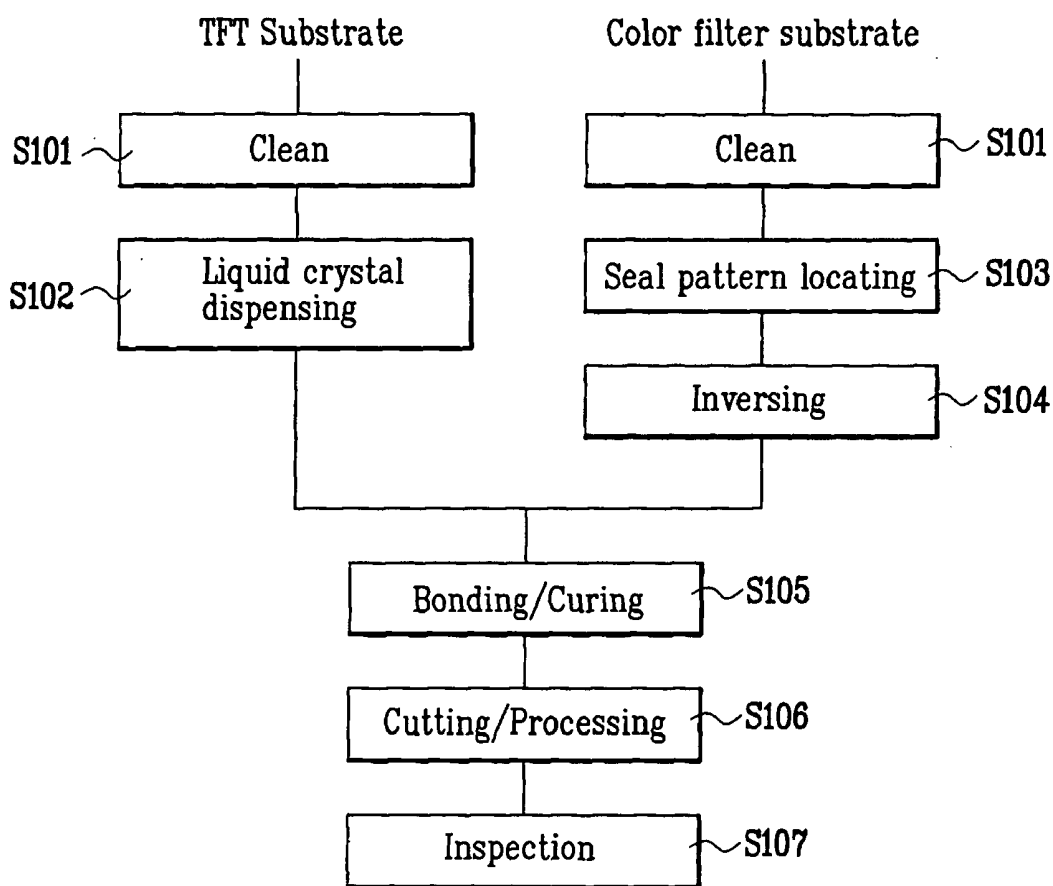 TFT Substrate
Color filter substrate
S101
Clean
Clean
S101
S102
Liquid crystal
dispensing
Seal pattern locating
S103
Inversing
S104
Bonding/Curing
S105
Cutting/Processing
S106
Inspection
S107